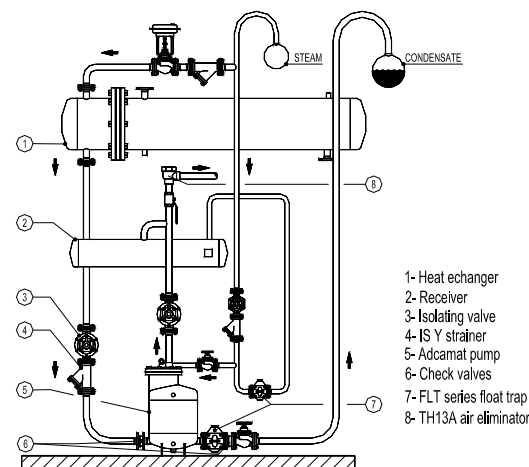 STEAM
CONDENSATE
1
8
2
3
4
5
7
6
1- Heat echanger
2- Receiver
3- Isolating valve
4- IS Y strainer
5- Adcamat pump
6- Check valves
7- FLT series float trap
8- TH13A air eliminator